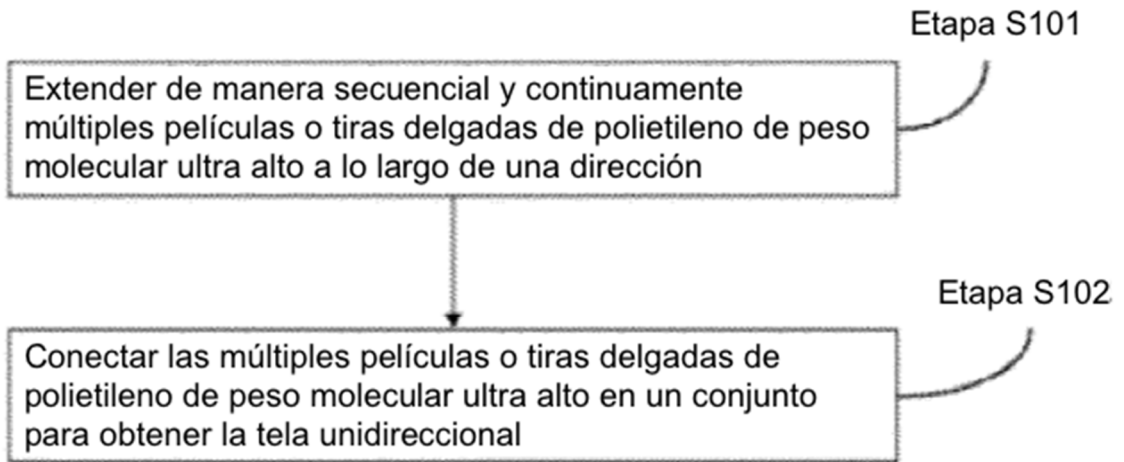 Etapa S101
Extender de manera secuencial y continuamente
múltiples películas o tiras delgadas de polietileno de peso
molecular ultra alto a lo largo de una dirección
Etapa S102
Conectar las múltiples películas o tiras delgadas de
polietileno de peso molecular ultra alto en un conjunto
para obtener la tela unidireccional